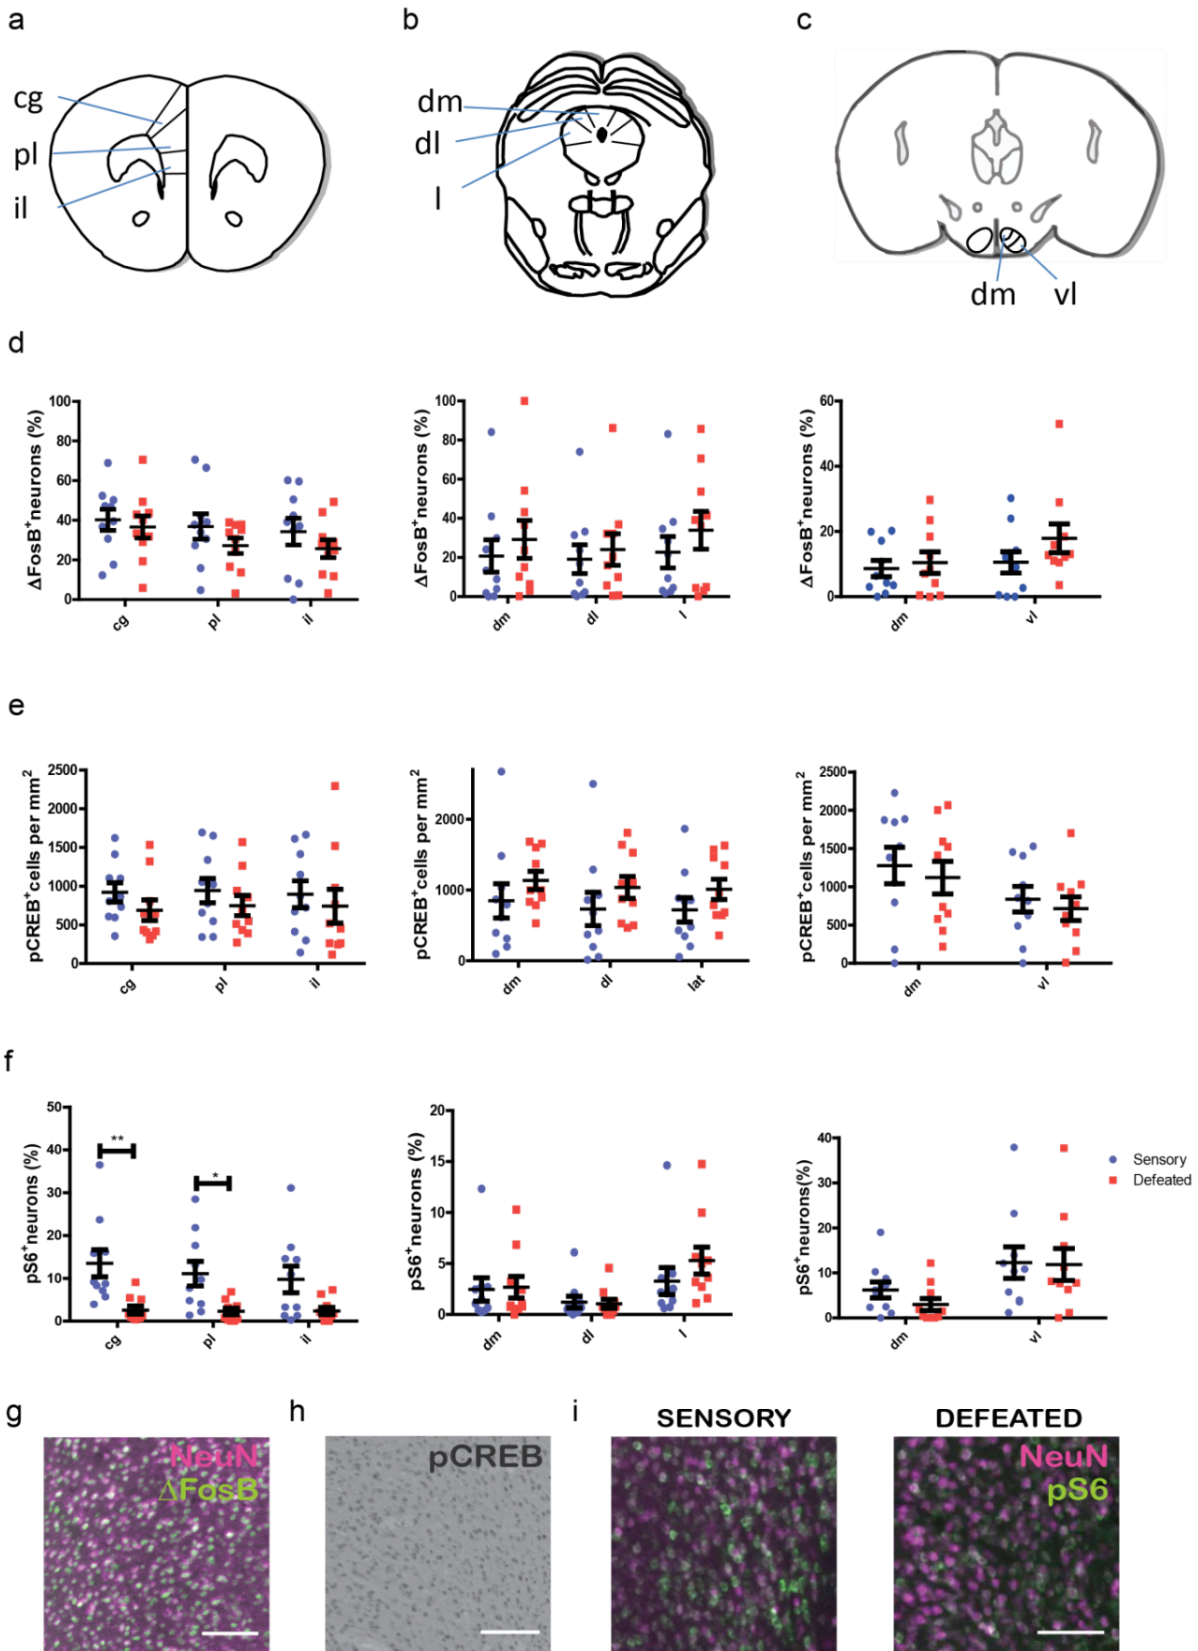 a
b
c
cg
pl
il
dm
dl
l
dm
vl
d
ΔFosB⁺neurons (%)
100
80
60
40
20
0
cg
pl
il
ΔFosB⁺neurons (%)
100
80
60
40
20
0
dm
dl
l
ΔFosB⁺neurons (%)
60
40
20
0
dm
vl
e
pCREB⁺cells per mm²
2500
2000
1500
1000
500
0
cg
pl
il
pCREB⁺cells per mm²
2000
1000
0
dm
dl
lat
pCREB⁺cells per mm²
2500
2000
1500
1000
500
0
dm
vl
f
pS6⁺neurons (%)
50
40
30
20
10
0
**
*
cg
pl
il
pS6⁺neurons (%)
20
15
10
5
0
dm
dl
l
pS6⁺neurons(%)
40
30
20
10
0
dm
vl
Sensory
Defeated
g
NeuN
ΔFosB
h
pCREB
i
SENSORY
DEFEATED
NeuN
pS6